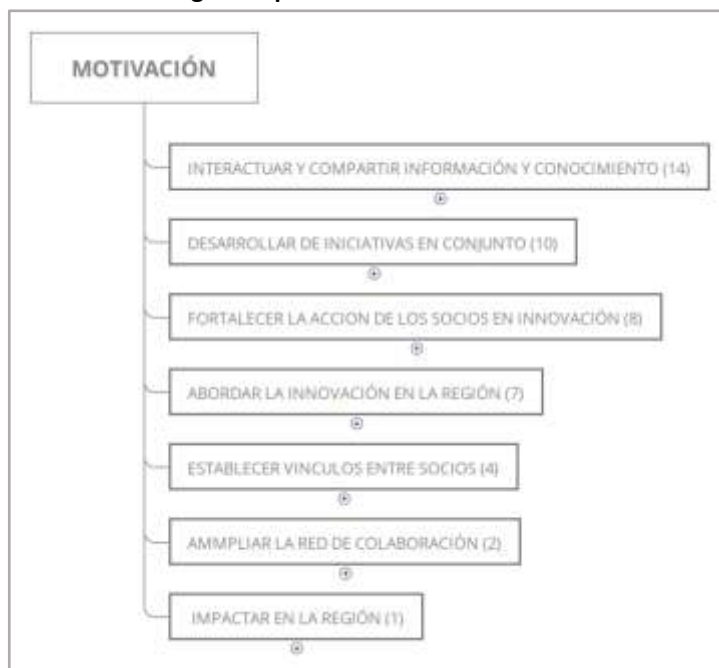 MOTIVACIÓN
INTERACTUAR Y COMPARTIR INFORMACIÓN Y CONOCIMIENTO (14)
DESARROLLAR DE INICIATIVAS EN CONJUNTO (10)
FORTALECER LA ACCION DE LOS SOCIOS EN INNOVACIÓN (8)
ABORDAR LA INNOVACIÓN EN LA REGIÓN (7)
ESTABLECER VINCULOS ENTRE SOCIOS (4)
AMMPLIAR LA RED DE COLABORACIÓN (2)
IMPACTAR EN LA REGIÓN (1)